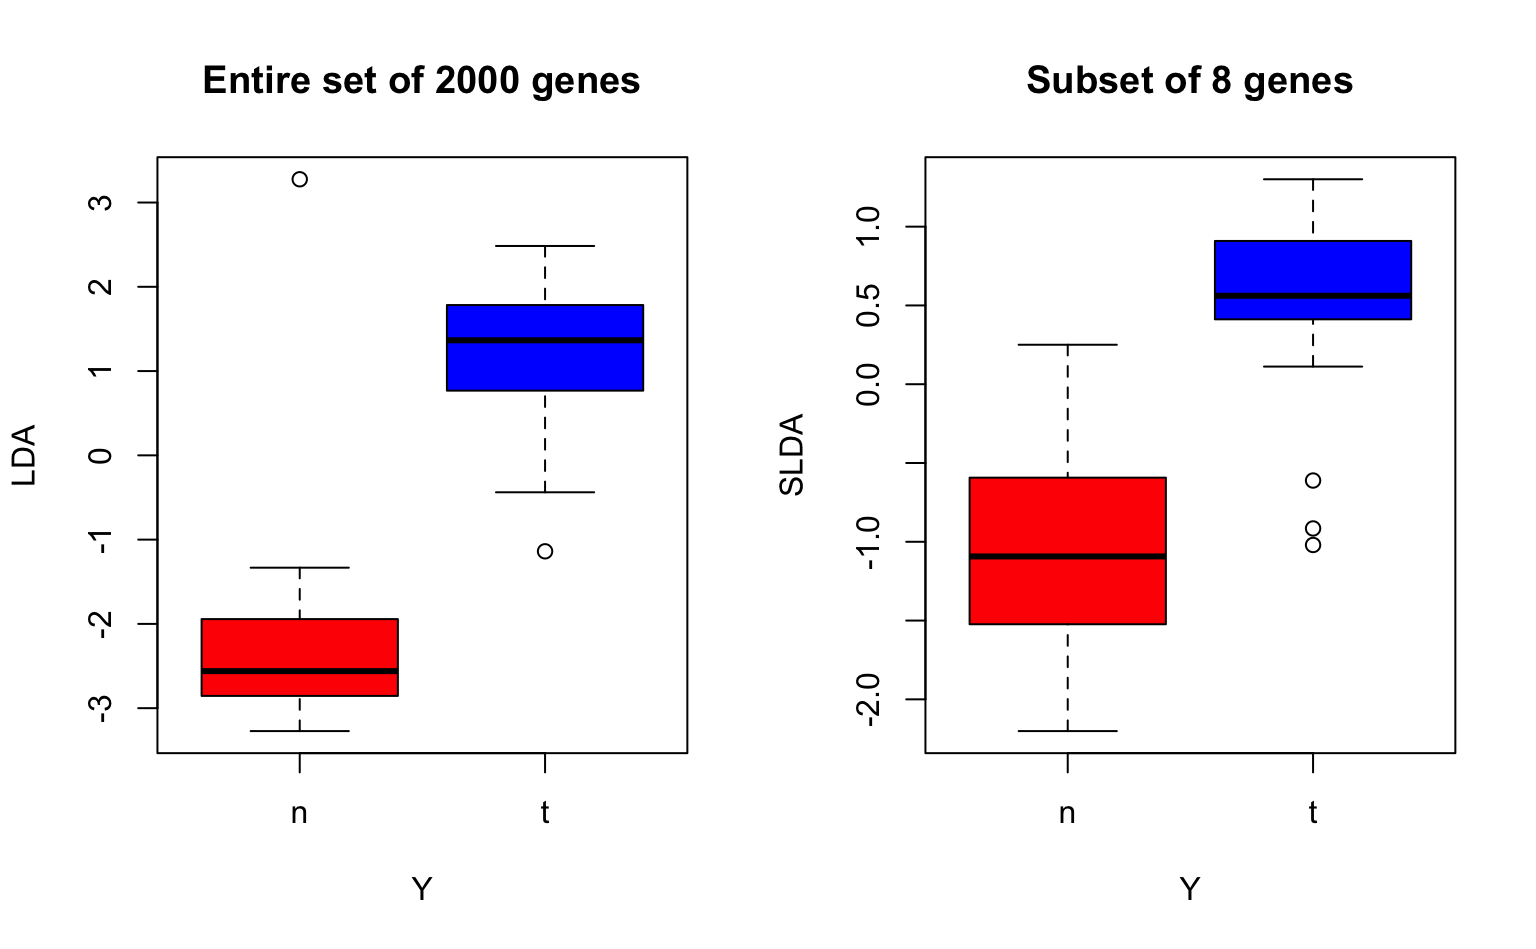 Entire set of 2000 genes
LDA
3
2
1
0
-1
-2
-3
n t
Y
Subset of 8 genes
SLDA
1.0
0.5
0.0
-1.0
-2.0
n t
Y